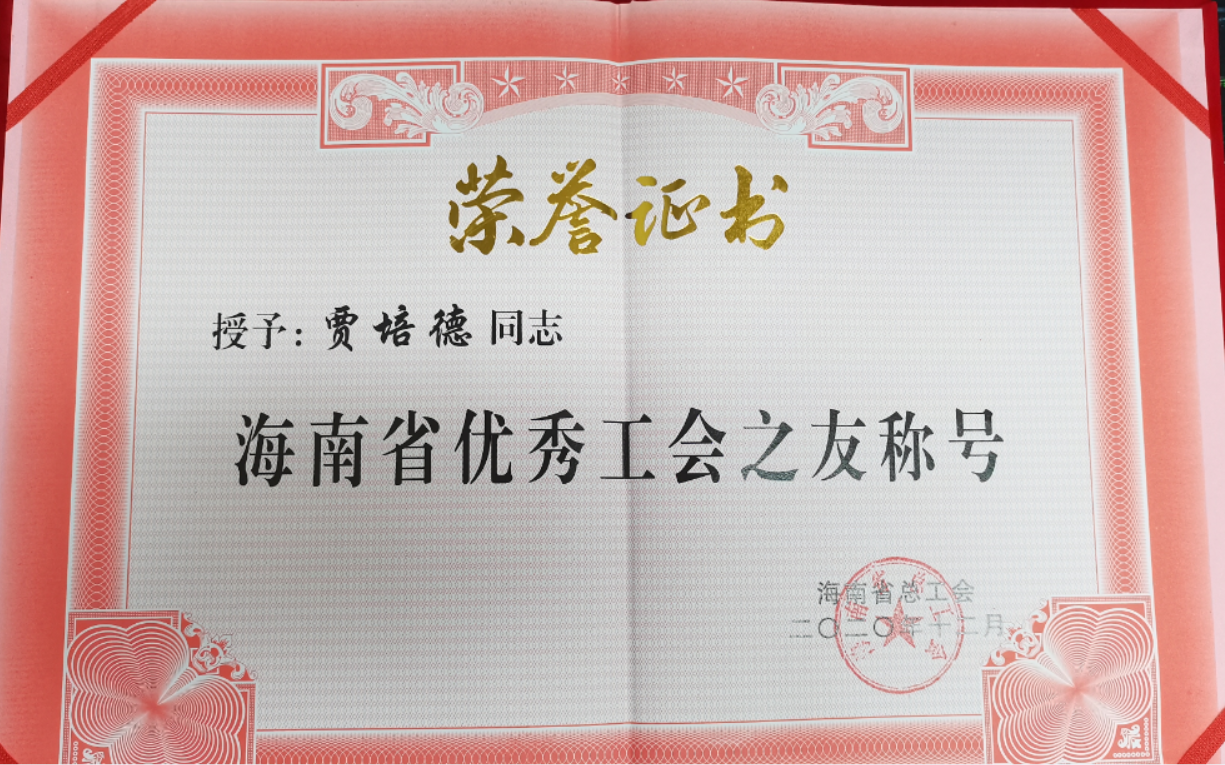 荣誉证书
授予：贾培德同志
海南省优秀工会之友称号
海南省总工会
二〇二〇年十二月